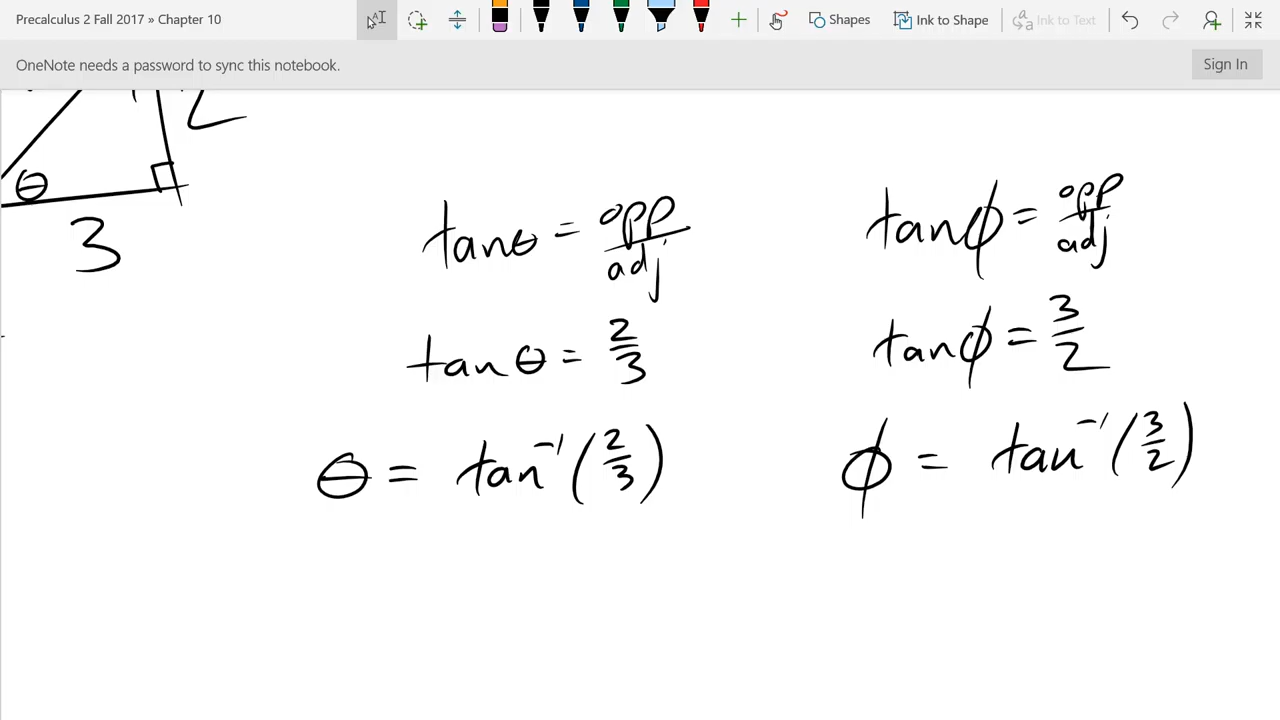 Precalculus 2 Fall 2017 » Chapter 10
Shapes
Ink to Shape
Ink to Text
OneNote needs a password to sync this notebook.
Sign In
2
θ
3
tanθ = opp/adj
tanθ = 2/3
θ = tan⁻¹(2/3)
tanϕ = opp/adj
tanϕ = 3/2
ϕ = tan⁻¹(3/2)